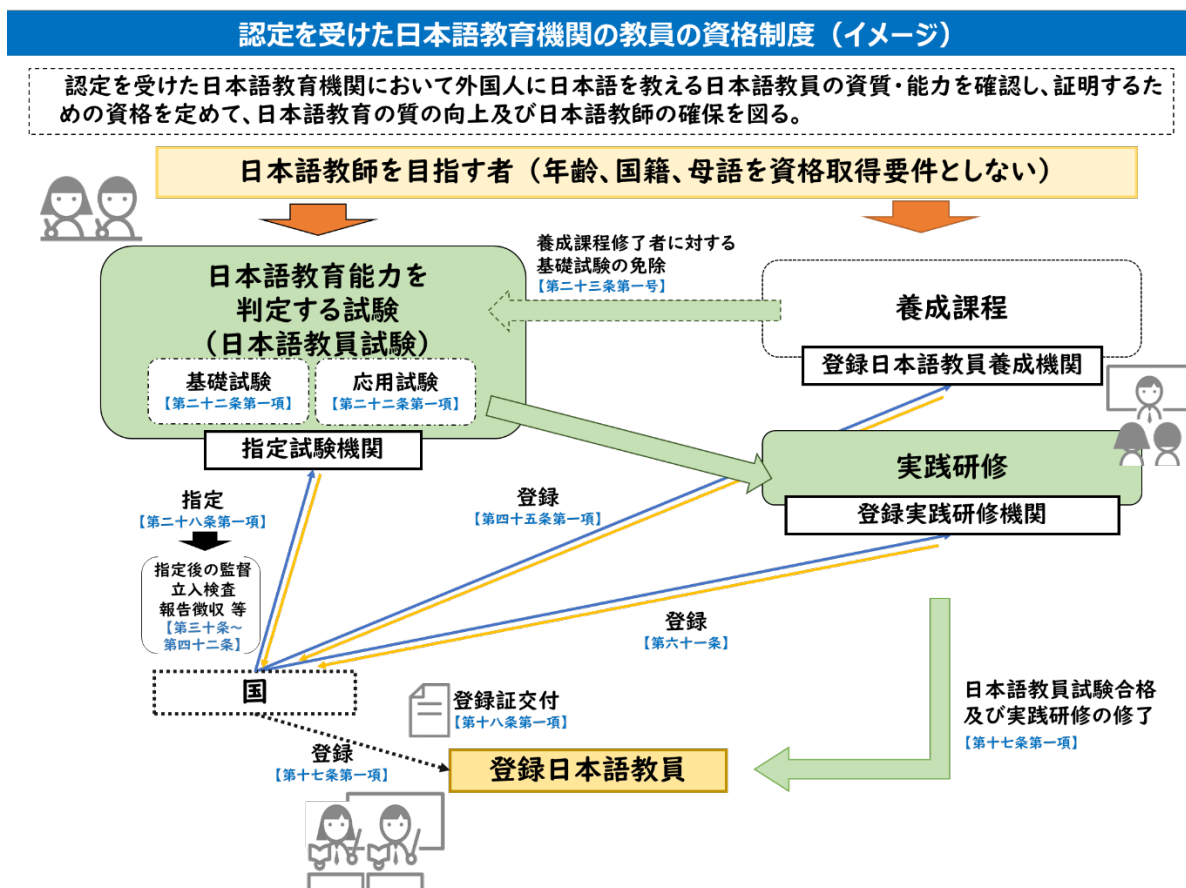 認定を受けた日本語教育機関の教員の資格制度（イメージ）
認定を受けた日本語教育機関において外国人に日本語を教える日本語教員の資質・能力を確認し、証明するた
めの資格を定めて、日本語教育の質の向上及び日本語教師の確保を図る。
日本語教師を目指す者（年齢、国籍、母語を資格取得要件としない）
日本語教育能力を
判定する試験
（日本語教員試験）
基礎試験
【第二十二条第一項】
応用試験
【第二十二条第一項】
指定試験機関
養成課程修了者に対する
基礎試験の免除
【第二十三条第一号】
養成課程
登録日本語教員養成機関
実践研修
登録実践研修機関
指定
【第二十八条第一項】
指定後の監督
立入検査
報告徴収 等
【第三十条～
第四十二条】
登録
【第四十五条第一項】
登録
【第六十一条】
国
登録証交付
【第十八条第一項】
登録
【第十七条第一項】
登録日本語教員
日本語教員試験合格
及び実践研修の修了
【第十七条第一項】